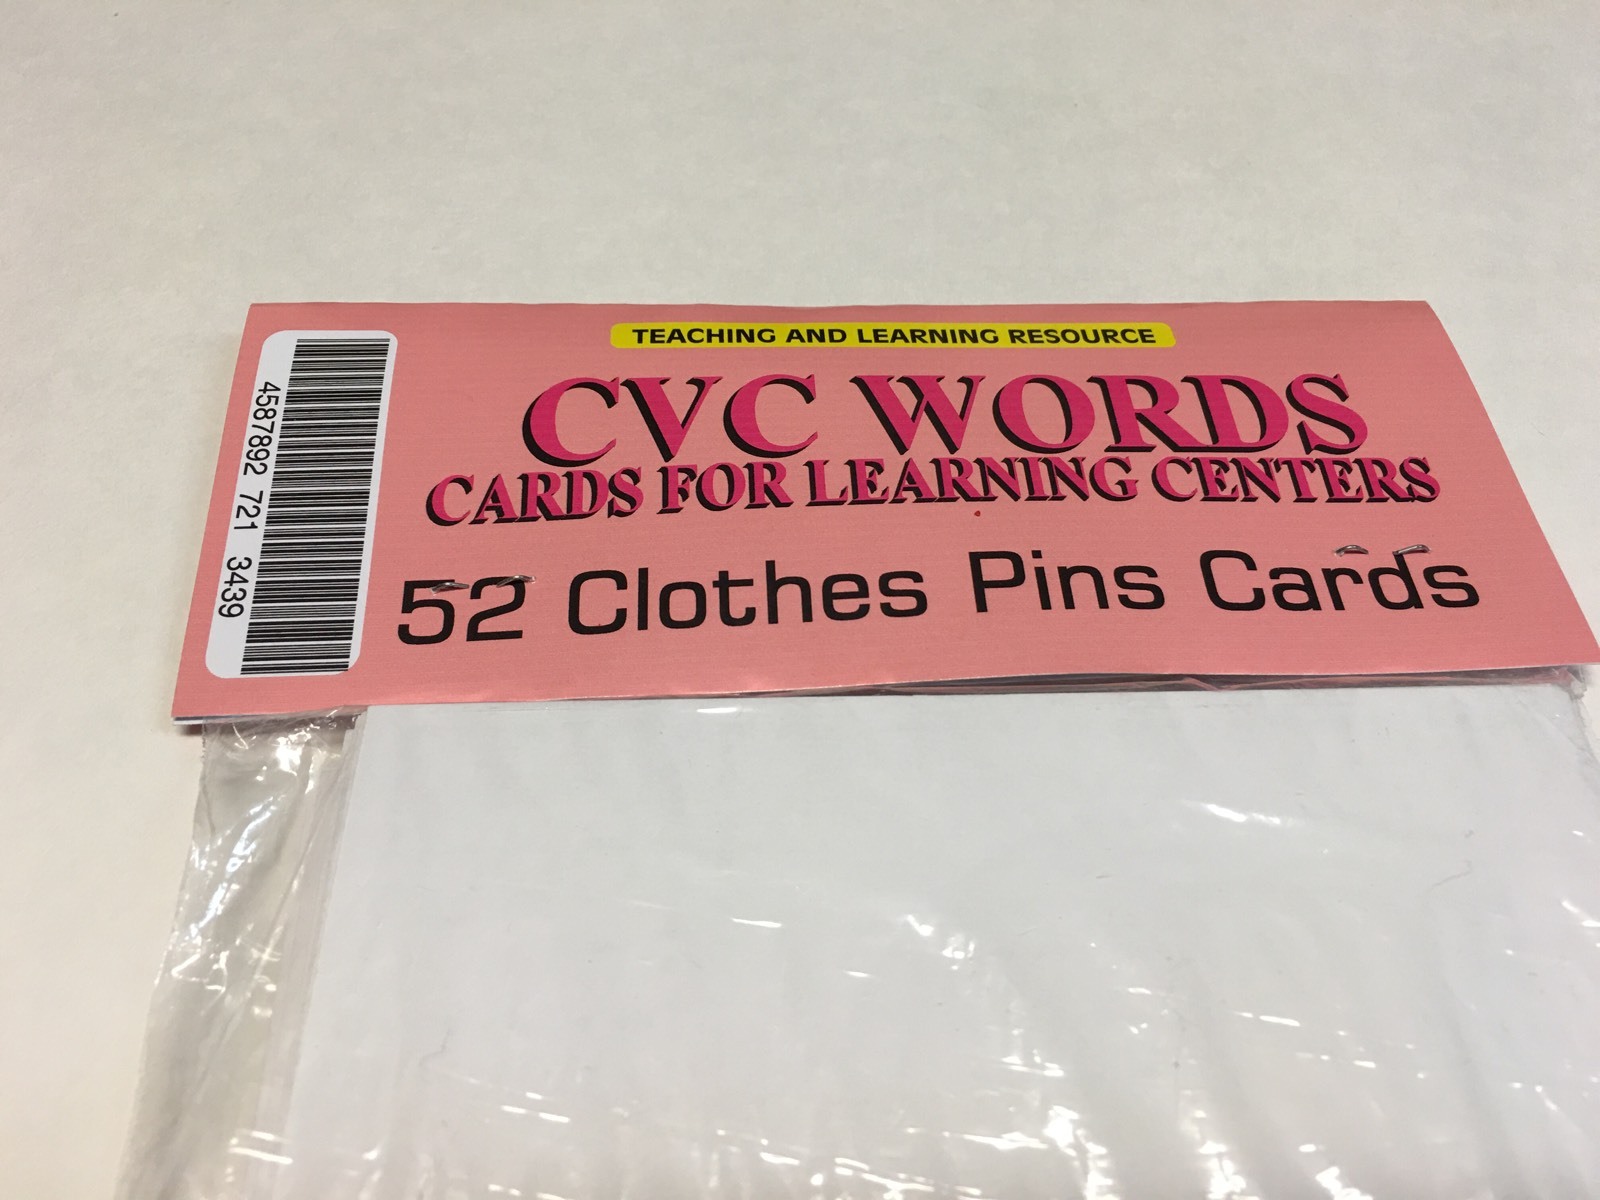 TEACHING AND LEARNING RESOURCE
CVC WORDS
CARDS FOR LEARNING CENTERS
52 Clothes Pins Cards
4587892 721 3439